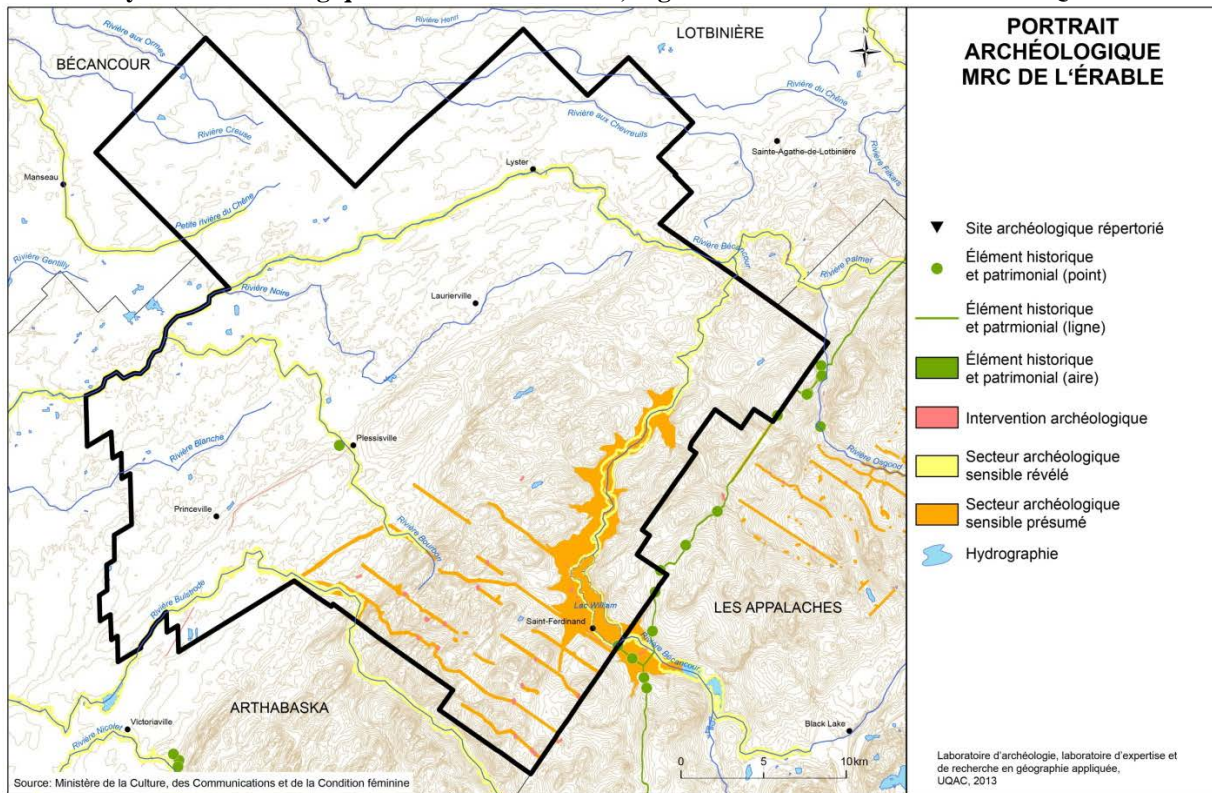 PORTRAIT
ARCHÉOLOGIQUE
MRC DE L'ÉRABLE
Site archéologique répertorié
Élément historique
et patrimonial (point)
Élément historique
et patrmionial (ligne)
Élément historique
et patrimonial (aire)
Intervention archéologique
Secteur archéologique
sensible révélé
Secteur archéologique
sensible présumé
Hydrographie
Laboratoire d'archéologie, laboratoire d'expertise et
de recherche en géographie appliquée,
UQAC, 2013
Rivière Henri
LOTBINIÈRE
N
Rivière aux Ormes
BÉCANCOUR
Rivière du Chêne
Rivière aux Chevreuils
Rivière Creuse
Sainte-Agathe-de-Lotbinière
Rivière Filkars
Lyster
Manseau
Petite rivière du Chêne
Rivière Bécancour
Rivière Palmer
Rivière Gentilly
Rivière Noire
Laurierville
Plessisville
Rivière Blanche
Rivière Osgood
Princeville
Rivière Bourbon
Rivière Bulstrode
Lac William
LES APPALACHES
Saint-Ferdinand
Rivière Bécancour
ARTHABASKA
Victoriaville
Rivière Nicolet
Black Lake
0 5 10 km
Source: Ministère de la Culture, des Communications et de la Condition féminine